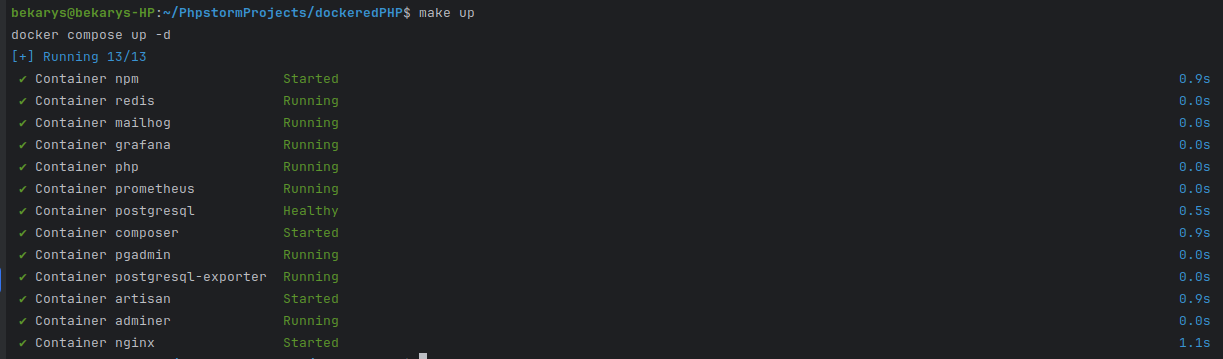 bekarys@bekarys-HP:~/PhpstormProjects/dockeredPHP$ make up
docker compose up -d
[+] Running 13/13
✔ Container npm Started 0.9s
✔ Container redis Running 0.0s
✔ Container mailhog Running 0.0s
✔ Container grafana Running 0.0s
✔ Container php Running 0.0s
✔ Container prometheus Running 0.0s
✔ Container postgresql Healthy 0.5s
✔ Container composer Started 0.9s
✔ Container pgadmin Running 0.0s
✔ Container postgresql-exporter Running 0.0s
✔ Container artisan Started 0.9s
✔ Container adminer Running 0.0s
✔ Container nginx Started 1.1s